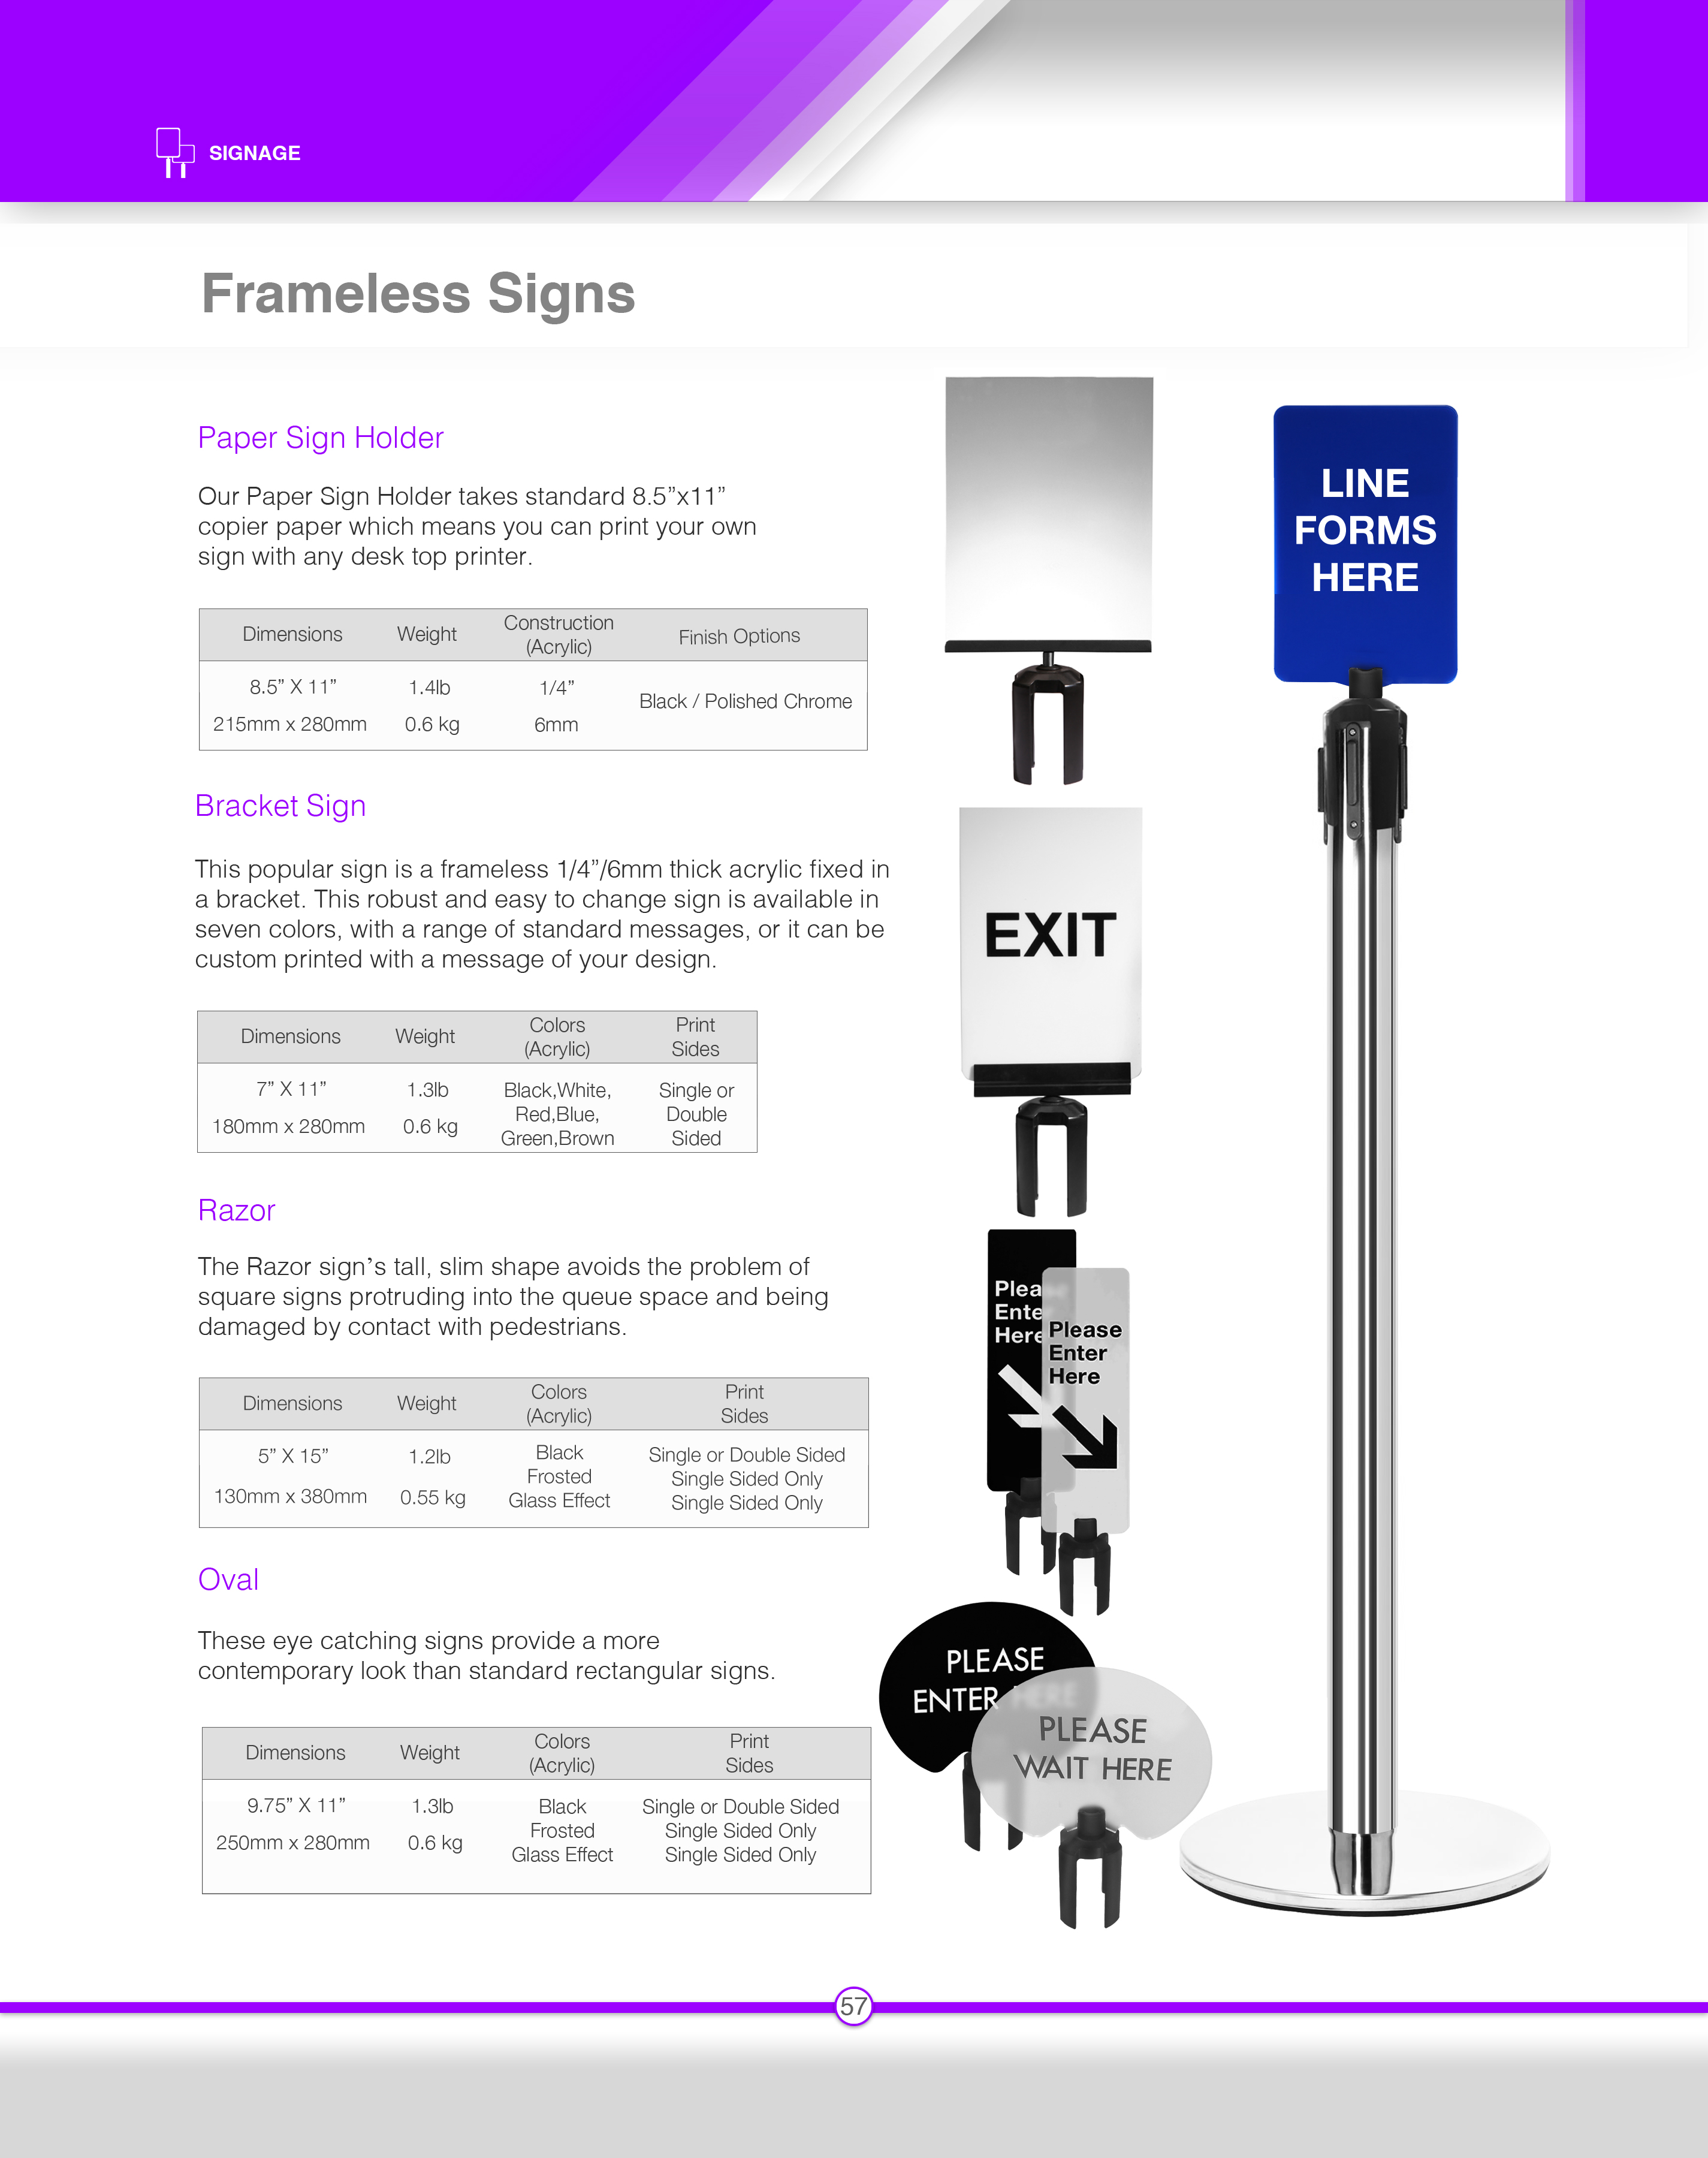 SIGNAGE
Frameless Signs
Paper Sign Holder
Our Paper Sign Holder takes standard 8.5”x11”
copier paper which means you can print your own
sign with any desk top printer.
Dimensions Weight Construction (Acrylic) Finish Options
8.5” X 11” 1.4lb 1/4” Black / Polished Chrome
215mm x 280mm 0.6 kg 6mm
Bracket Sign
This popular sign is a frameless 1/4”/6mm thick acrylic fixed in
a bracket. This robust and easy to change sign is available in
seven colors, with a range of standard messages, or it can be
custom printed with a message of your design.
Dimensions Weight Colors (Acrylic) Print Sides
7” X 11” 1.3lb Black,White, Single or
Red,Blue, Double
180mm x 280mm 0.6 kg Green,Brown Sided
Razor
The Razor sign’s tall, slim shape avoids the problem of
square signs protruding into the queue space and being
damaged by contact with pedestrians.
Dimensions Weight Colors (Acrylic) Print Sides
5” X 15” 1.2lb Black Single or Double Sided
Frosted Single Sided Only
130mm x 380mm 0.55 kg Glass Effect Single Sided Only
Oval
These eye catching signs provide a more
contemporary look than standard rectangular signs.
Dimensions Weight Colors (Acrylic) Print Sides
9.75” X 11” 1.3lb Black Single or Double Sided
Frosted Single Sided Only
250mm x 280mm 0.6 kg Glass Effect Single Sided Only
LINE
FORMS
HERE
EXIT
Plea
Ente
Here
Please
Enter
Here
PLEASE
ENTER HERE
PLEASE
WAIT HERE
57